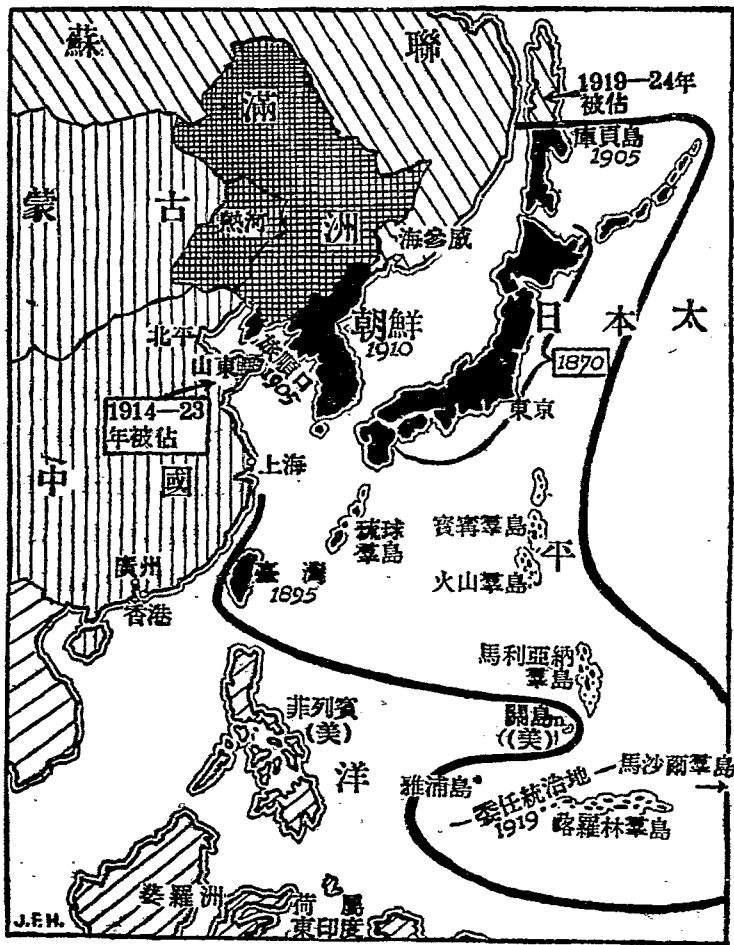 蘇 聯
1919—24年
被佔
滿 洲
庫頁島
1905
蒙 古
熱河
海參威
北平
朝鮮
1910
日本
太
山東
旅順口
1905
1870
1914—23
年被佔
東京
中 國
上海
琉球
羣島
寶寗羣島
平
火山羣島
廣州
臺灣
1895
香港
馬利亞納
羣島
菲列賓
(美)
關島
(美)
洋
雅浦島
馬沙爾羣島
委任統治地
1919
喀羅林羣島
婆羅洲
荷屬
東印度
J.F.H.